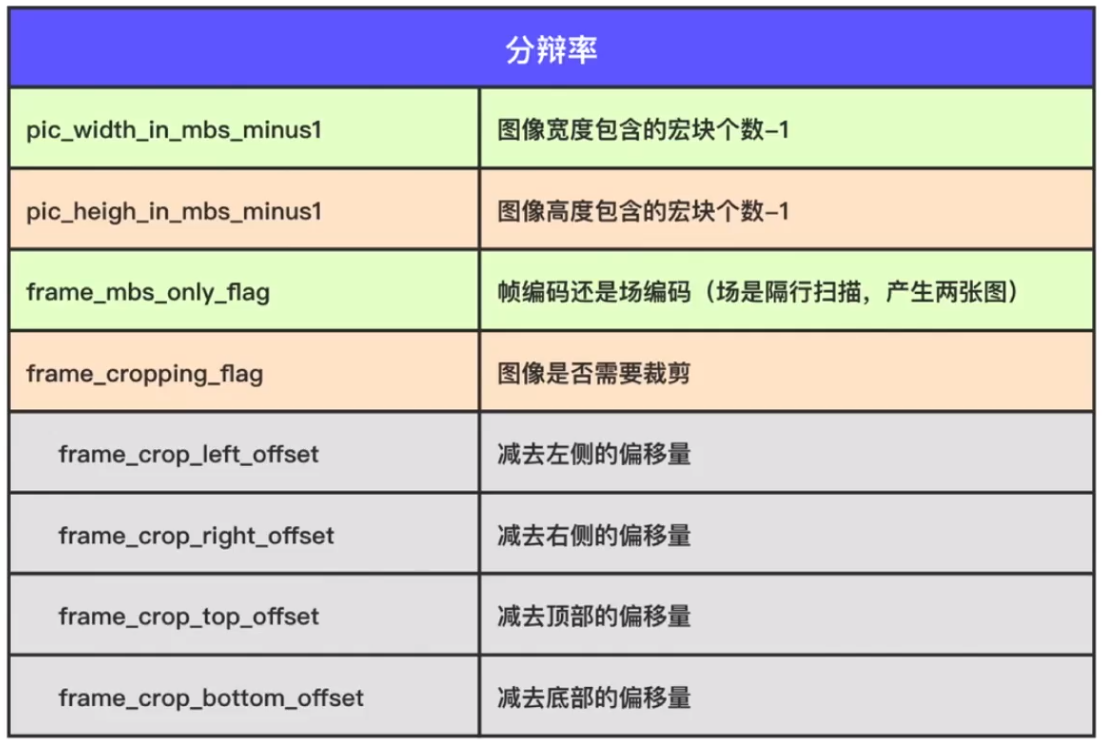 分辩率
pic_width_in_mbs_minus1 图像宽度包含的宏块个数-1
pic_heigh_in_mbs_minus1 图像高度包含的宏块个数-1
frame_mbs_only_flag 帧编码还是场编码（场是隔行扫描，产生两张图）
frame_cropping_flag 图像是否需要裁剪
frame_crop_left_offset 减去左侧的偏移量
frame_crop_right_offset 减去右侧的偏移量
frame_crop_top_offset 减去顶部的偏移量
frame_crop_bottom_offset 减去底部的偏移量